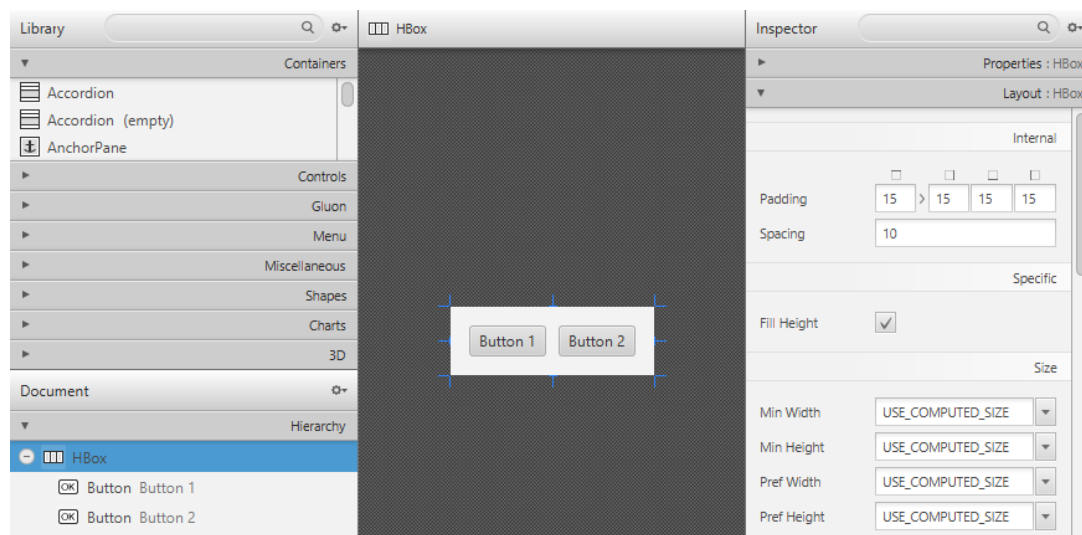 Library
Containers
Accordion
Accordion (empty)
AnchorPane
Controls
Gluon
Menu
Miscellaneous
Shapes
Charts
3D
Document
Hierarchy
HBox
OK Button Button 1
OK Button Button 2
HBox
Button 1 Button 2
Inspector
Properties : HBox
Layout : HBox
Internal
Padding 15 > 15 15 15
Spacing 10
Specific
Fill Height
Size
Min Width USE_COMPUTED_SIZE
Min Height USE_COMPUTED_SIZE
Pref Width USE_COMPUTED_SIZE
Pref Height USE_COMPUTED_SIZE